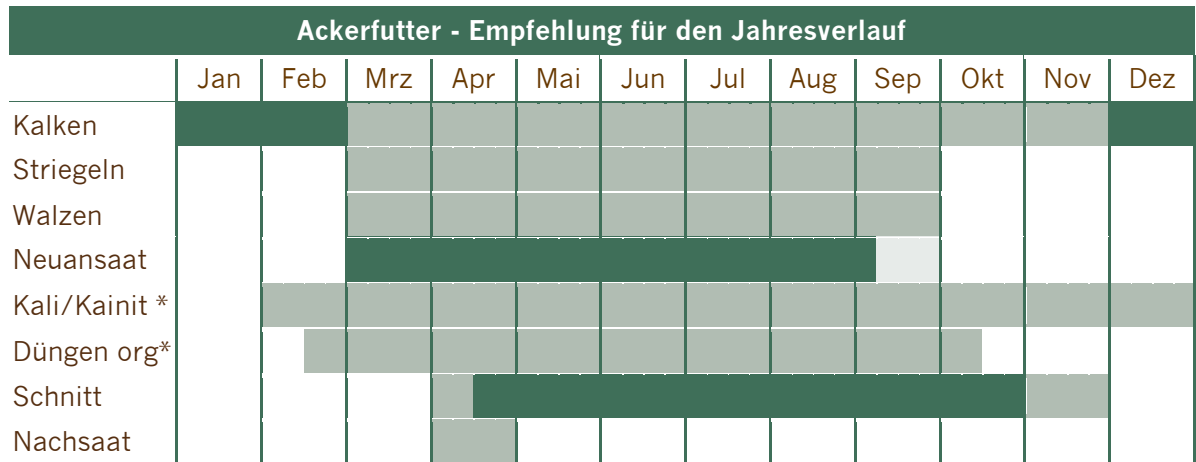 Ackerfutter - Empfehlung für den Jahresverlauf
Jan Feb Mrz Apr Mai Jun Jul Aug Sep Okt Nov Dez
Kalken
Striegeln
Walzen
Neuansaat
Kali/Kainit *
Düngen org*
Schnitt
Nachsaat